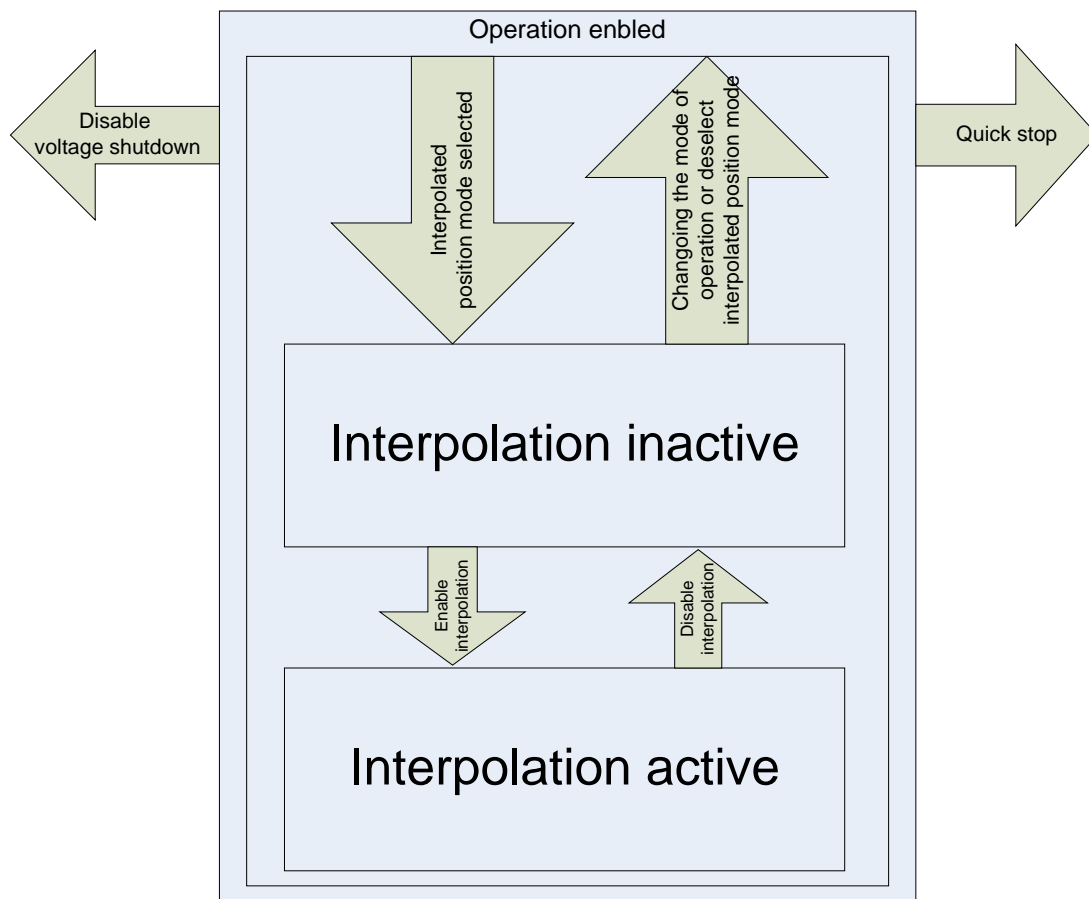 Operation enbled
Disable
voltage shutdown
Interpolated
position mode selected
Changoing the mode of
operation or deselect
interpolated position mode
Quick stop
Interpolation inactive
Enable
interpolation
Disable
interpolation
Interpolation active